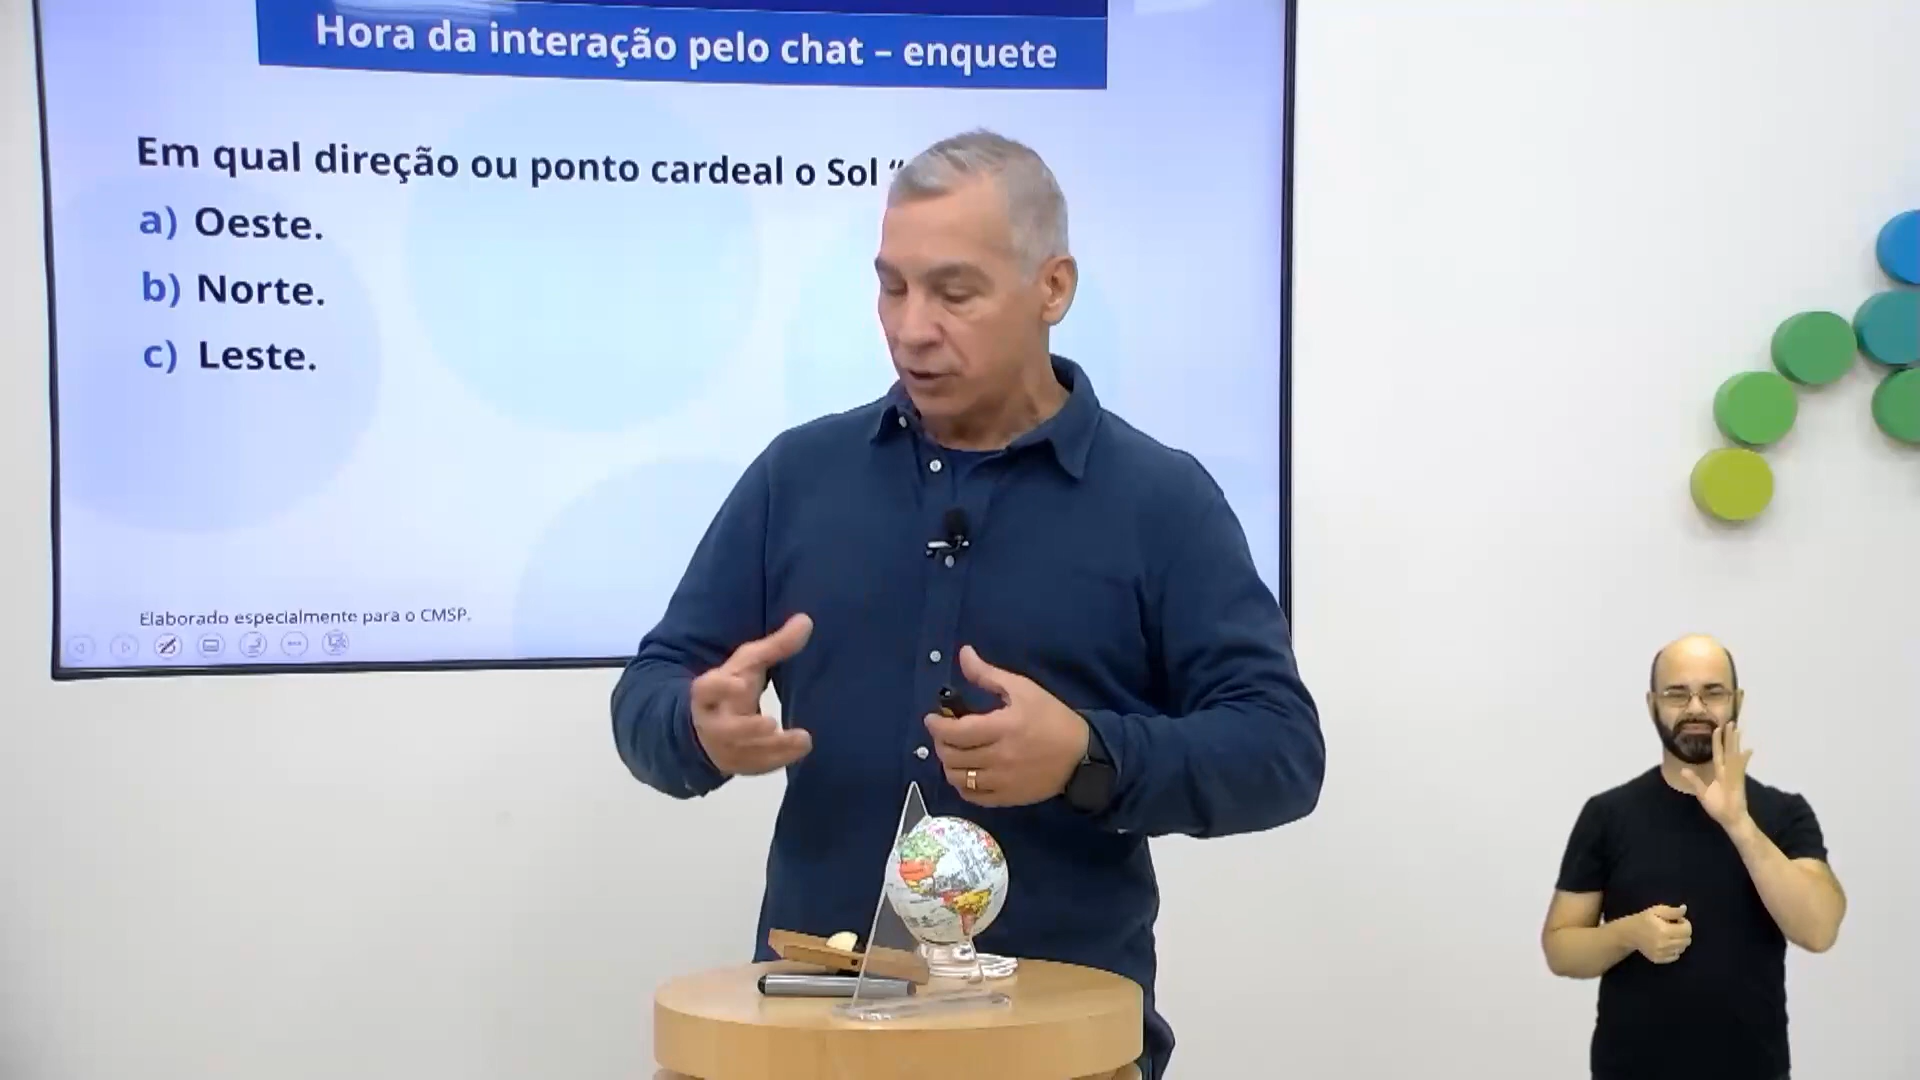 Hora da interação pelo chat – enquete
Em qual direção ou ponto cardeal o Sol “
a) Oeste.
b) Norte.
c) Leste.
Elaborado especialmente para o CMSP.